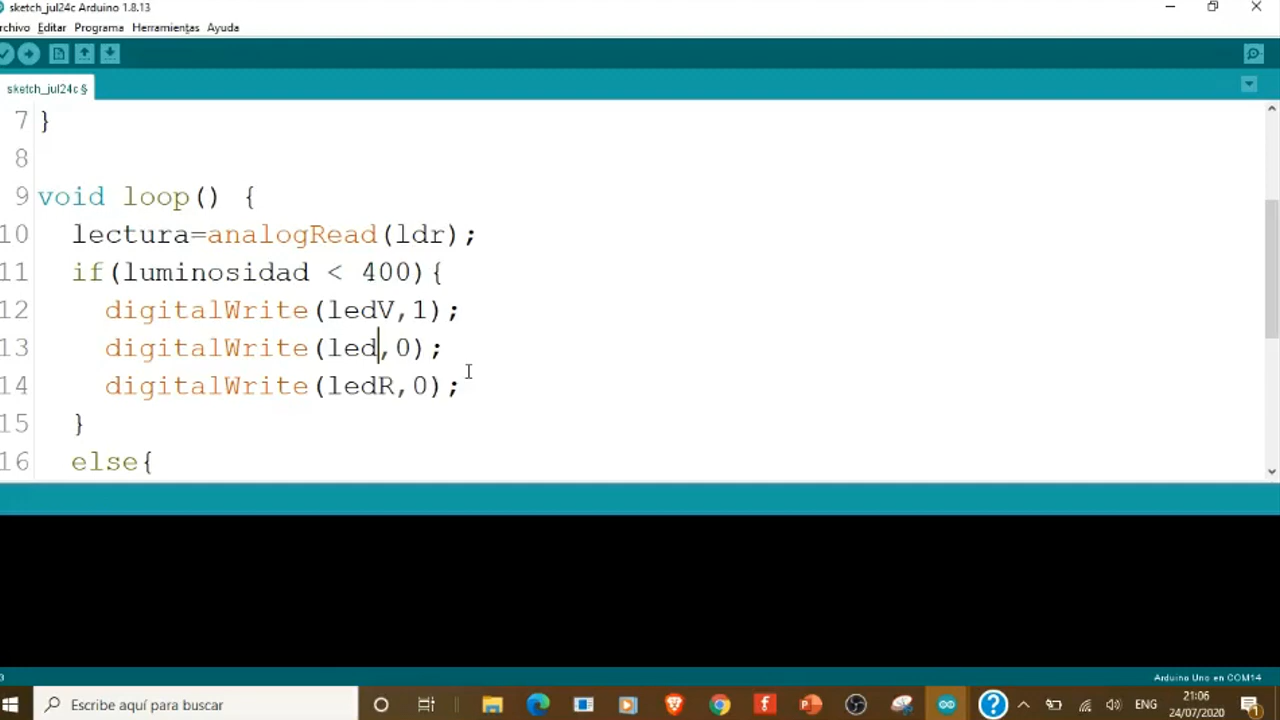 sketch_jul24c Arduino 1.8.13
rchivo Editar Programa Herramientas Ayuda
sketch_jul24c §
7 }
8
9 void loop() {
10 lectura=analogRead(ldr);
11 if(luminosidad < 400){
12 digitalWrite(ledV,1);
13 digitalWrite(led,0);
14 digitalWrite(ledR,0);
15 }
16 else{
3 Arduino Uno en COM14
Escribe aquí para buscar
ENG
21:06
24/07/2020
1